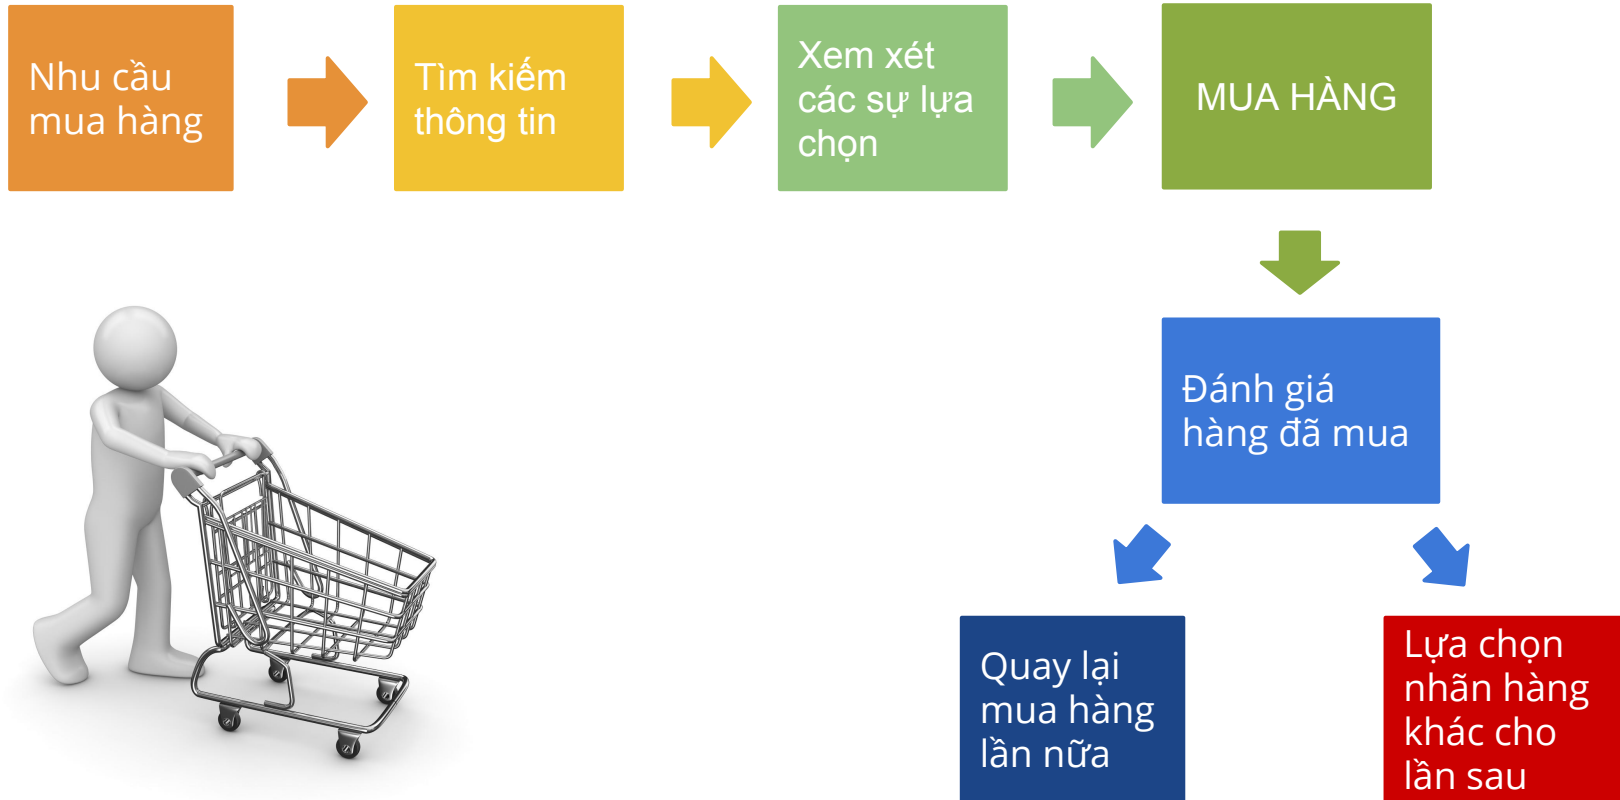 Nhu cầu
mua hàng
Tìm kiếm
thông tin
Xem xét
các sự lựa
chọn
MUA HÀNG
Đánh giá
hàng đã mua
Quay lại
mua hàng
lần nữa
Lựa chọn
nhãn hàng
khác cho
lần sau